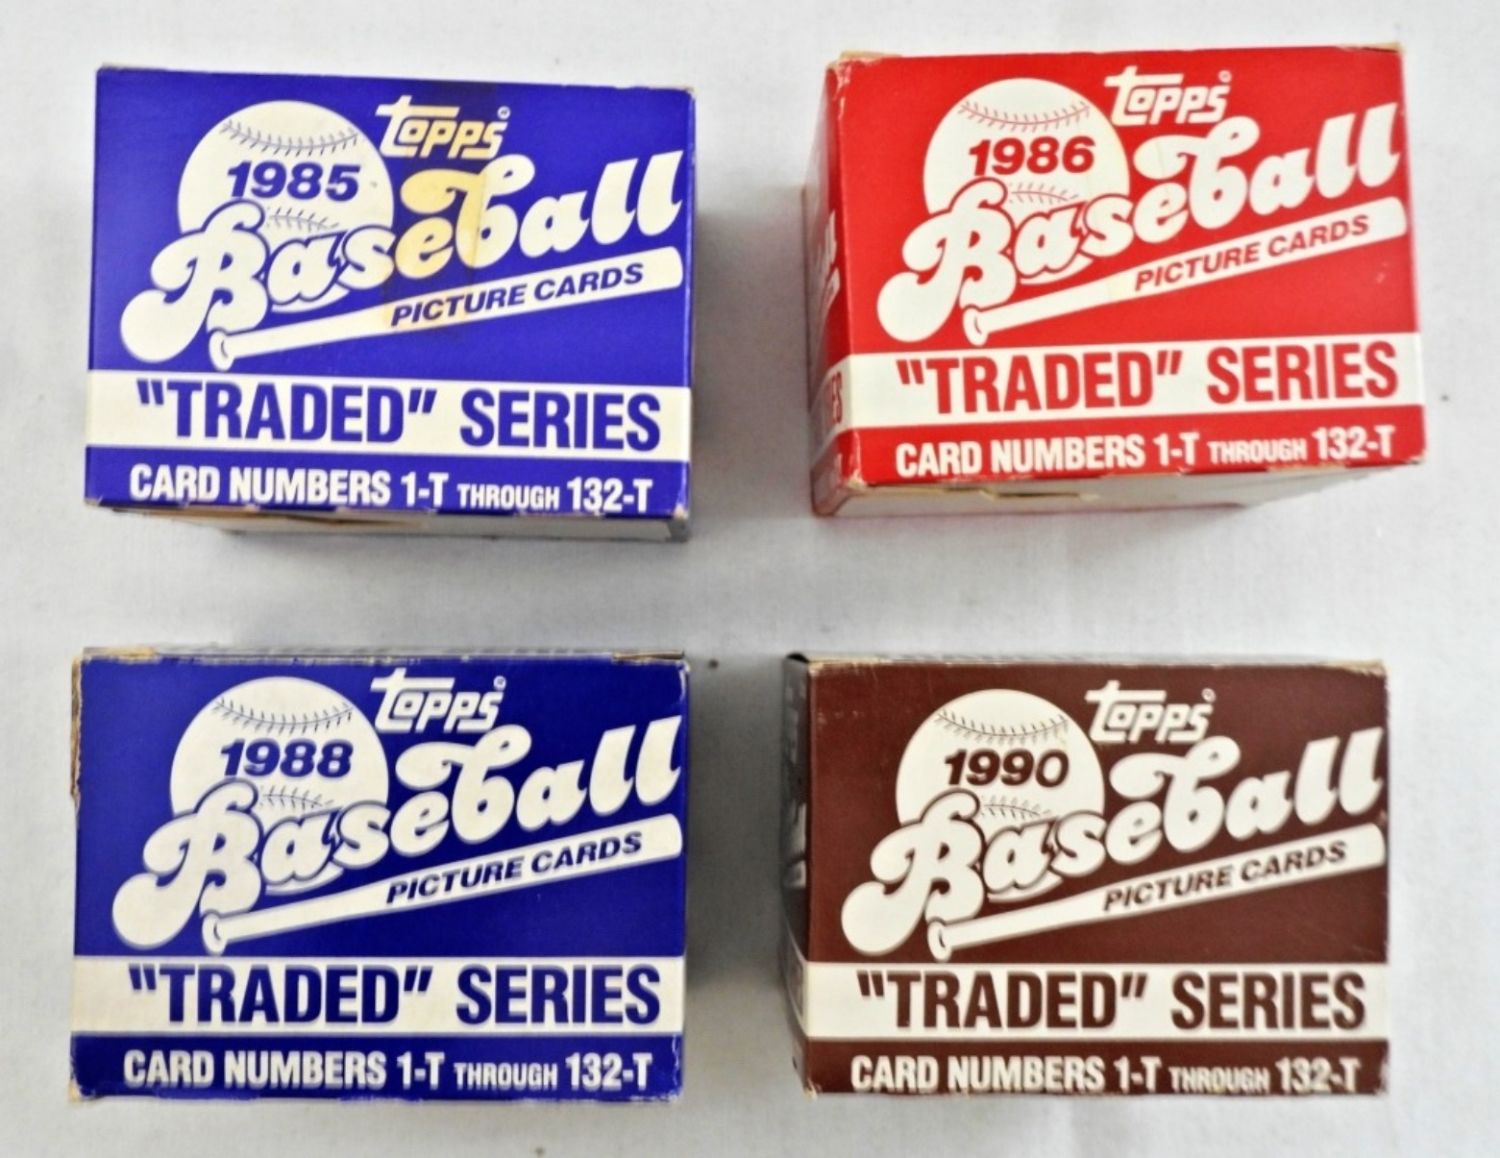 Topps
1985
Baseball
PICTURE CARDS
"TRADED" SERIES
CARD NUMBERS 1-T THROUGH 132-T
Topps
1986
Baseball
PICTURE CARDS
"TRADED" SERIES
CARD NUMBERS 1-T THROUGH 132-T
Topps
1988
Baseball
PICTURE CARDS
"TRADED" SERIES
CARD NUMBERS 1-T THROUGH 132-T
Topps
1990
Baseball
PICTURE CARDS
"TRADED" SERIES
CARD NUMBERS 1-T THROUGH 132-T